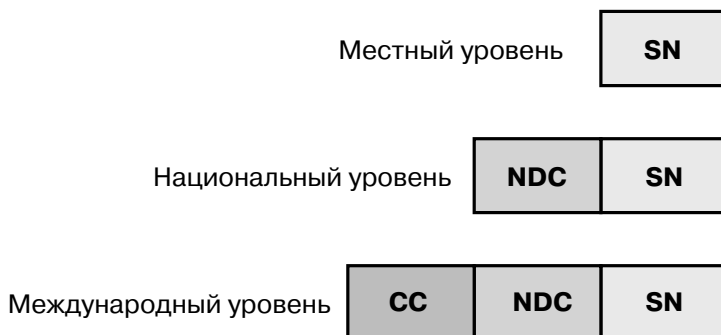 Местный уровень SN
Национальный уровень NDC SN
Международный уровень CC NDC SN